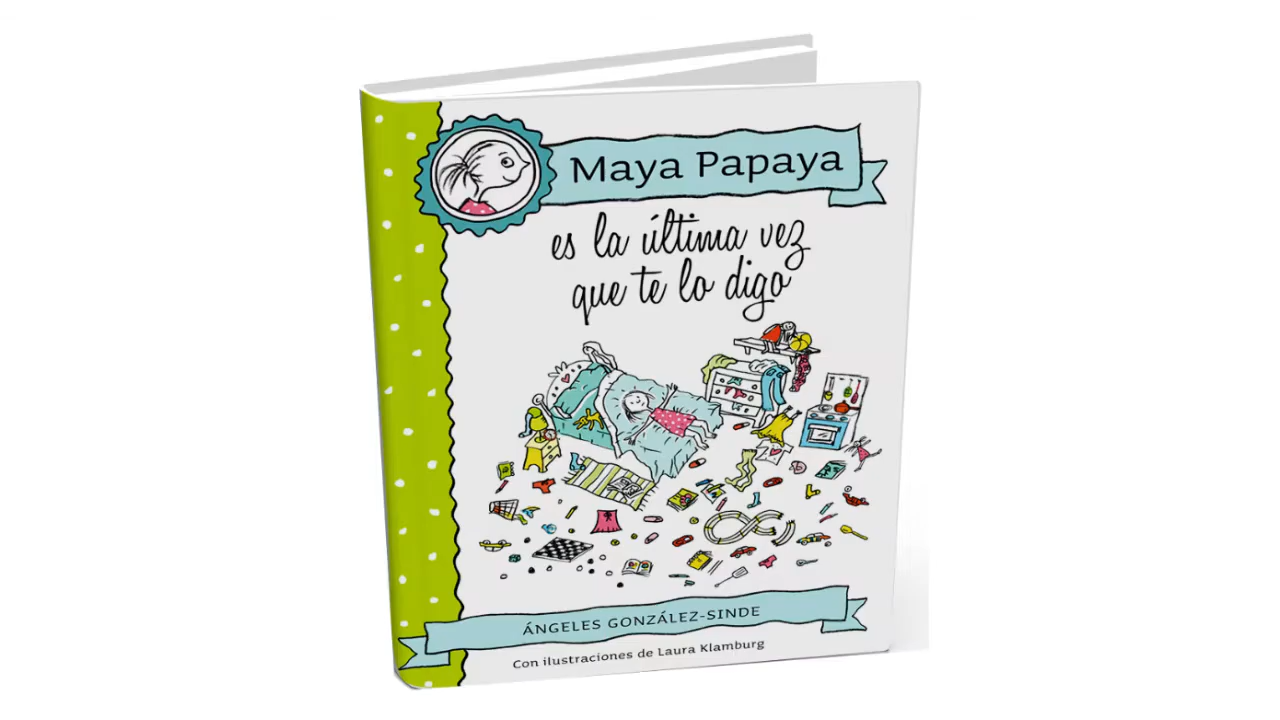 Maya Papaya
es la última vez
que te lo digo
ÁNGELES GONZÁLEZ-SINDE
Con ilustraciones de Laura Klamburg